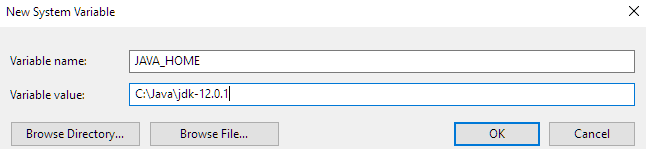 New System Variable
Variable name: JAVA_HOME
Variable value: C:\Java\jdk-12.0.1
Browse Directory... Browse File... OK Cancel